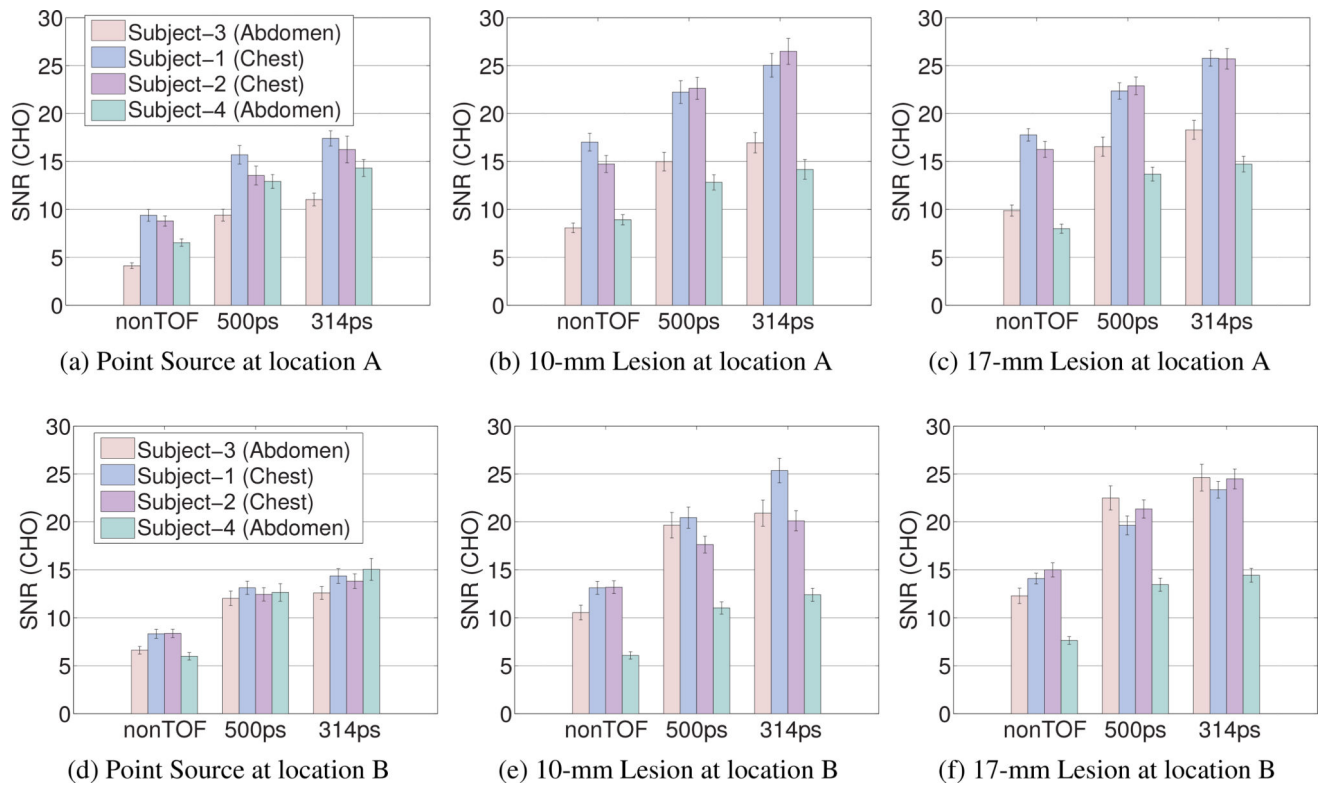 30
25
20
15
10
5
0
SNR (CHO)
Subject-3 (Abdomen)
Subject-1 (Chest)
Subject-2 (Chest)
Subject-4 (Abdomen)
nonTOF 500ps 314ps
(a) Point Source at location A
30
25
20
15
10
5
0
SNR (CHO)
nonTOF 500ps 314ps
(b) 10-mm Lesion at location A
30
25
20
15
10
5
0
SNR (CHO)
nonTOF 500ps 314ps
(c) 17-mm Lesion at location A
30
25
20
15
10
5
0
SNR (CHO)
Subject-3 (Abdomen)
Subject-1 (Chest)
Subject-2 (Chest)
Subject-4 (Abdomen)
nonTOF 500ps 314ps
(d) Point Source at location B
30
25
20
15
10
5
0
SNR (CHO)
nonTOF 500ps 314ps
(e) 10-mm Lesion at location B
30
25
20
15
10
5
0
SNR (CHO)
nonTOF 500ps 314ps
(f) 17-mm Lesion at location B